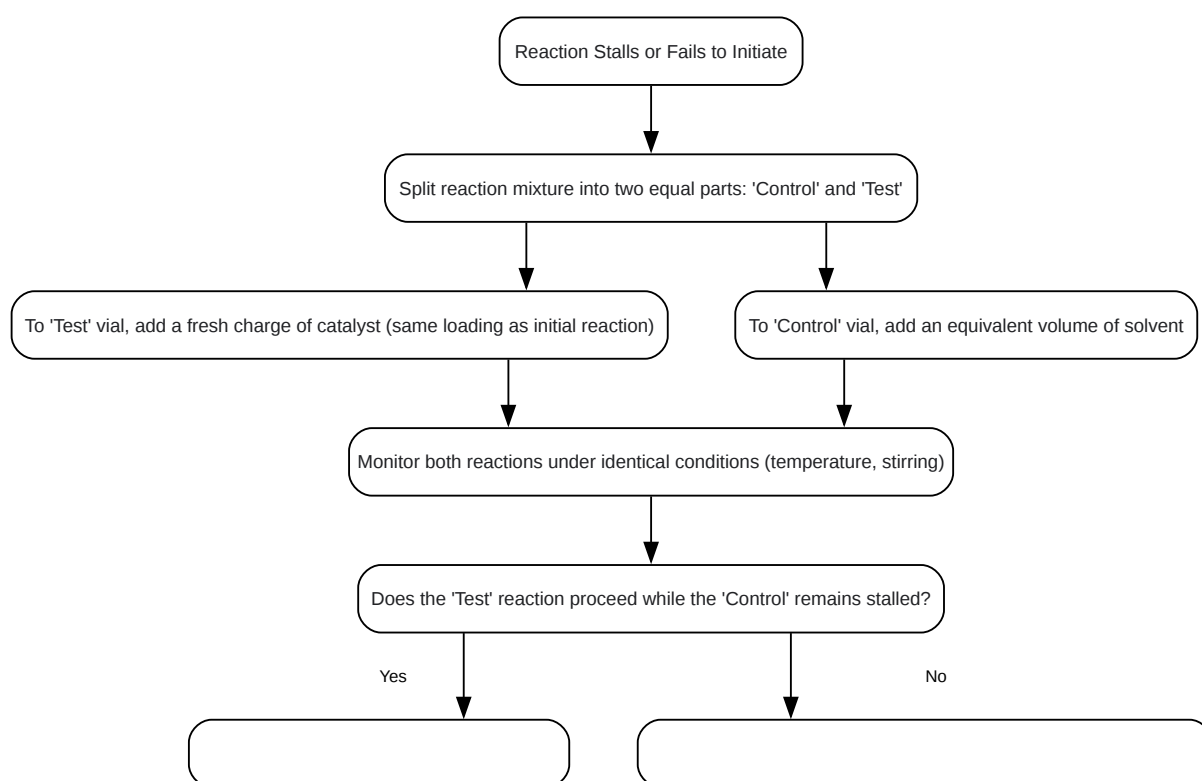 Reaction Stalls or Fails to Initiate
Split reaction mixture into two equal parts: 'Control' and 'Test'
To 'Test' vial, add a fresh charge of catalyst (same loading as initial reaction)
To 'Control' vial, add an equivalent volume of solvent
Monitor both reactions under identical conditions (temperature, stirring)
Does the 'Test' reaction proceed while the 'Control' remains stalled?
Yes
No